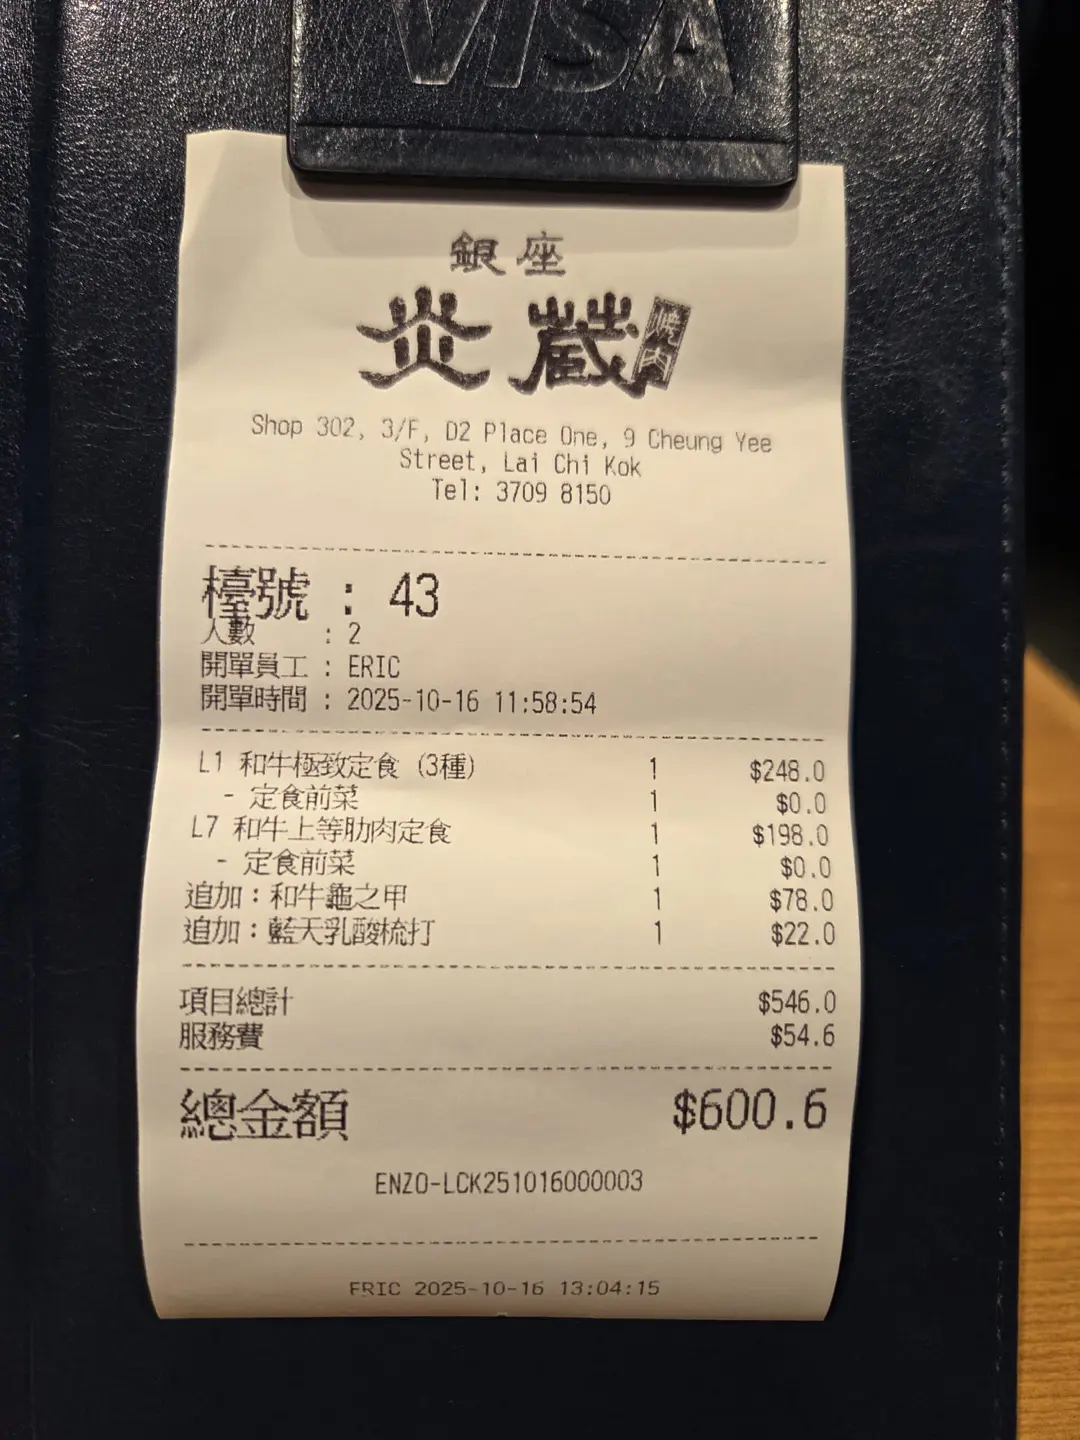 VISA
銀座
炎蔵 焼肉
Shop 302, 3/F, D2 Place One, 9 Cheung Yee
Street, Lai Chi Kok
Tel: 3709 8150
檯號 : 43
人數 : 2
開單員工 : ERIC
開單時間 : 2025-10-16 11:58:54
L1 和牛極致定食 (3種) 1 $248.0
- 定食前菜 1 $0.0
L7 和牛上等肋肉定食 1 $198.0
- 定食前菜 1 $0.0
追加：和牛龜之甲 1 $78.0
追加：藍天乳酸梳打 1 $22.0
項目總計 $546.0
服務費 $54.6
總金額 $600.6
ENZO-LCK251016000003
ERIC 2025-10-16 13:04:15